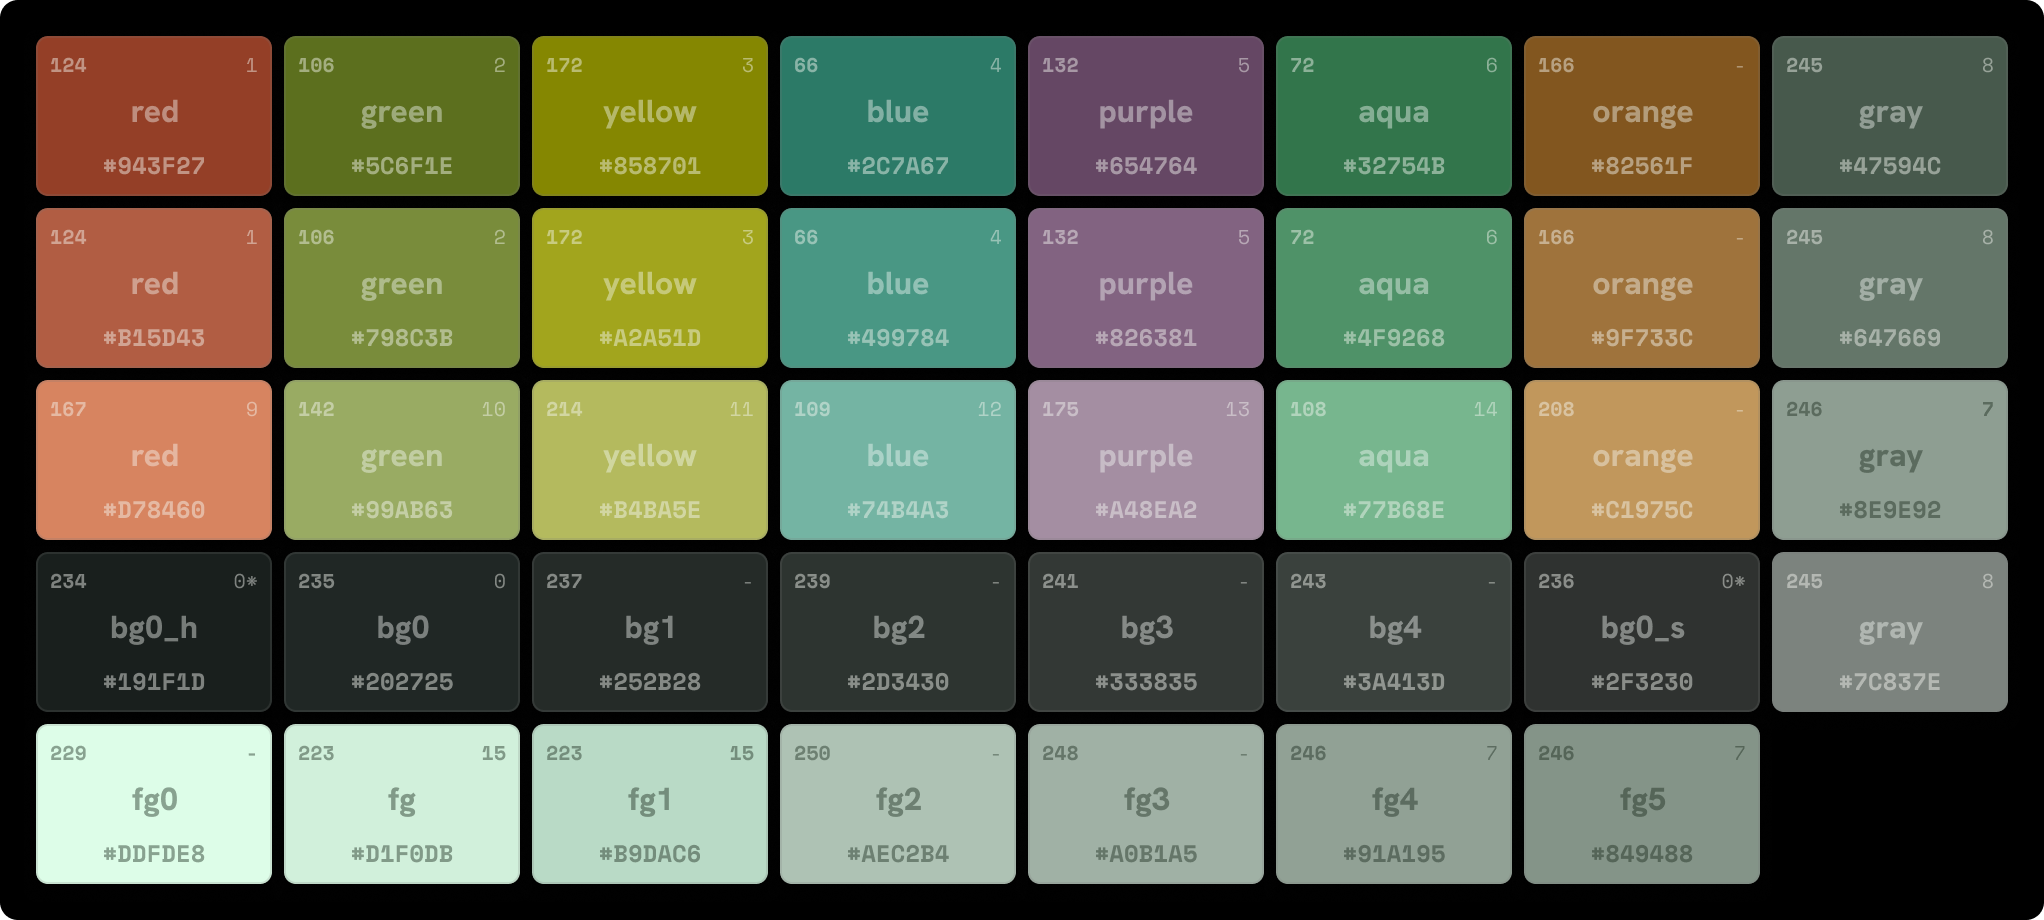 124 1 106 2 172 3 66 4 132 5 72 6 166 - 245 8
red green yellow blue purple aqua orange gray
#943F27 #5C6F1E #858701 #2C7A67 #654764 #32754B #82561F #47594C
124 1 106 2 172 3 66 4 132 5 72 6 166 - 245 8
red green yellow blue purple aqua orange gray
#B15D43 #798C3B #A2A51D #499784 #826381 #4F9268 #9F733C #647669
167 9 142 10 214 11 109 12 175 13 108 14 208 - 246 7
red green yellow blue purple aqua orange gray
#D78460 #99AB63 #B4BA5E #74B4A3 #A48EA2 #77B68E #C1975C #8E9E92
234 0* 235 0 237 - 239 - 241 - 243 - 236 0* 245 8
bg0_h bg0 bg1 bg2 bg3 bg4 bg0_s gray
#191F1D #202725 #252B28 #2D3430 #333835 #3A413D #2F3230 #7C837E
229 - 223 15 223 15 250 - 248 - 246 7 246 7
fg0 fg fg1 fg2 fg3 fg4 fg5
#DDFDE8 #D1F0DB #B9DAC6 #AEC2B4 #A0B1A5 #91A195 #849488